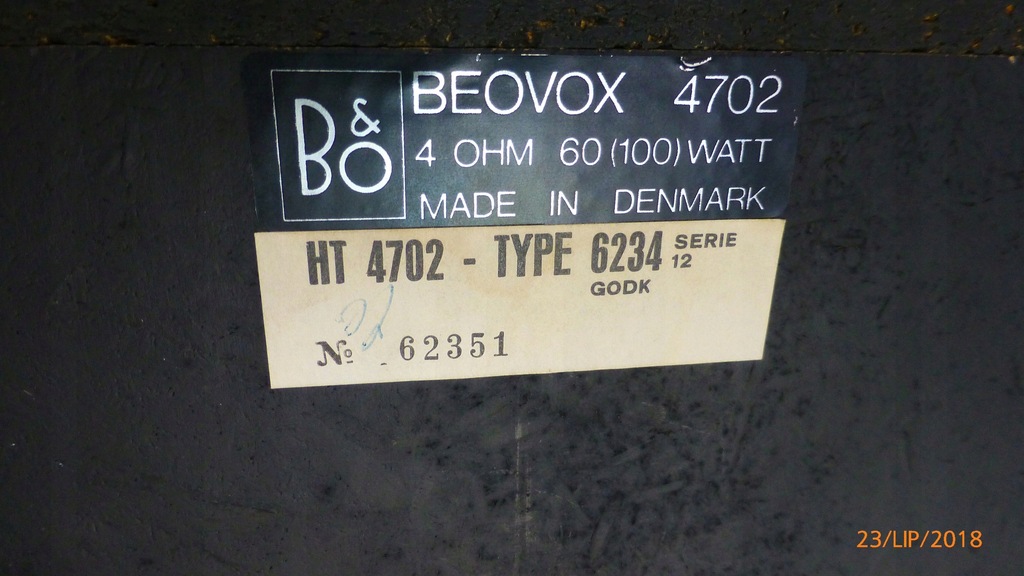 B&O
BEOVOX 4702
4 OHM 60 (100) WATT
MADE IN DENMARK
HT 4702 - TYPE 6234 SERIE 12
GODK
№ 62351
23/LIP/2018